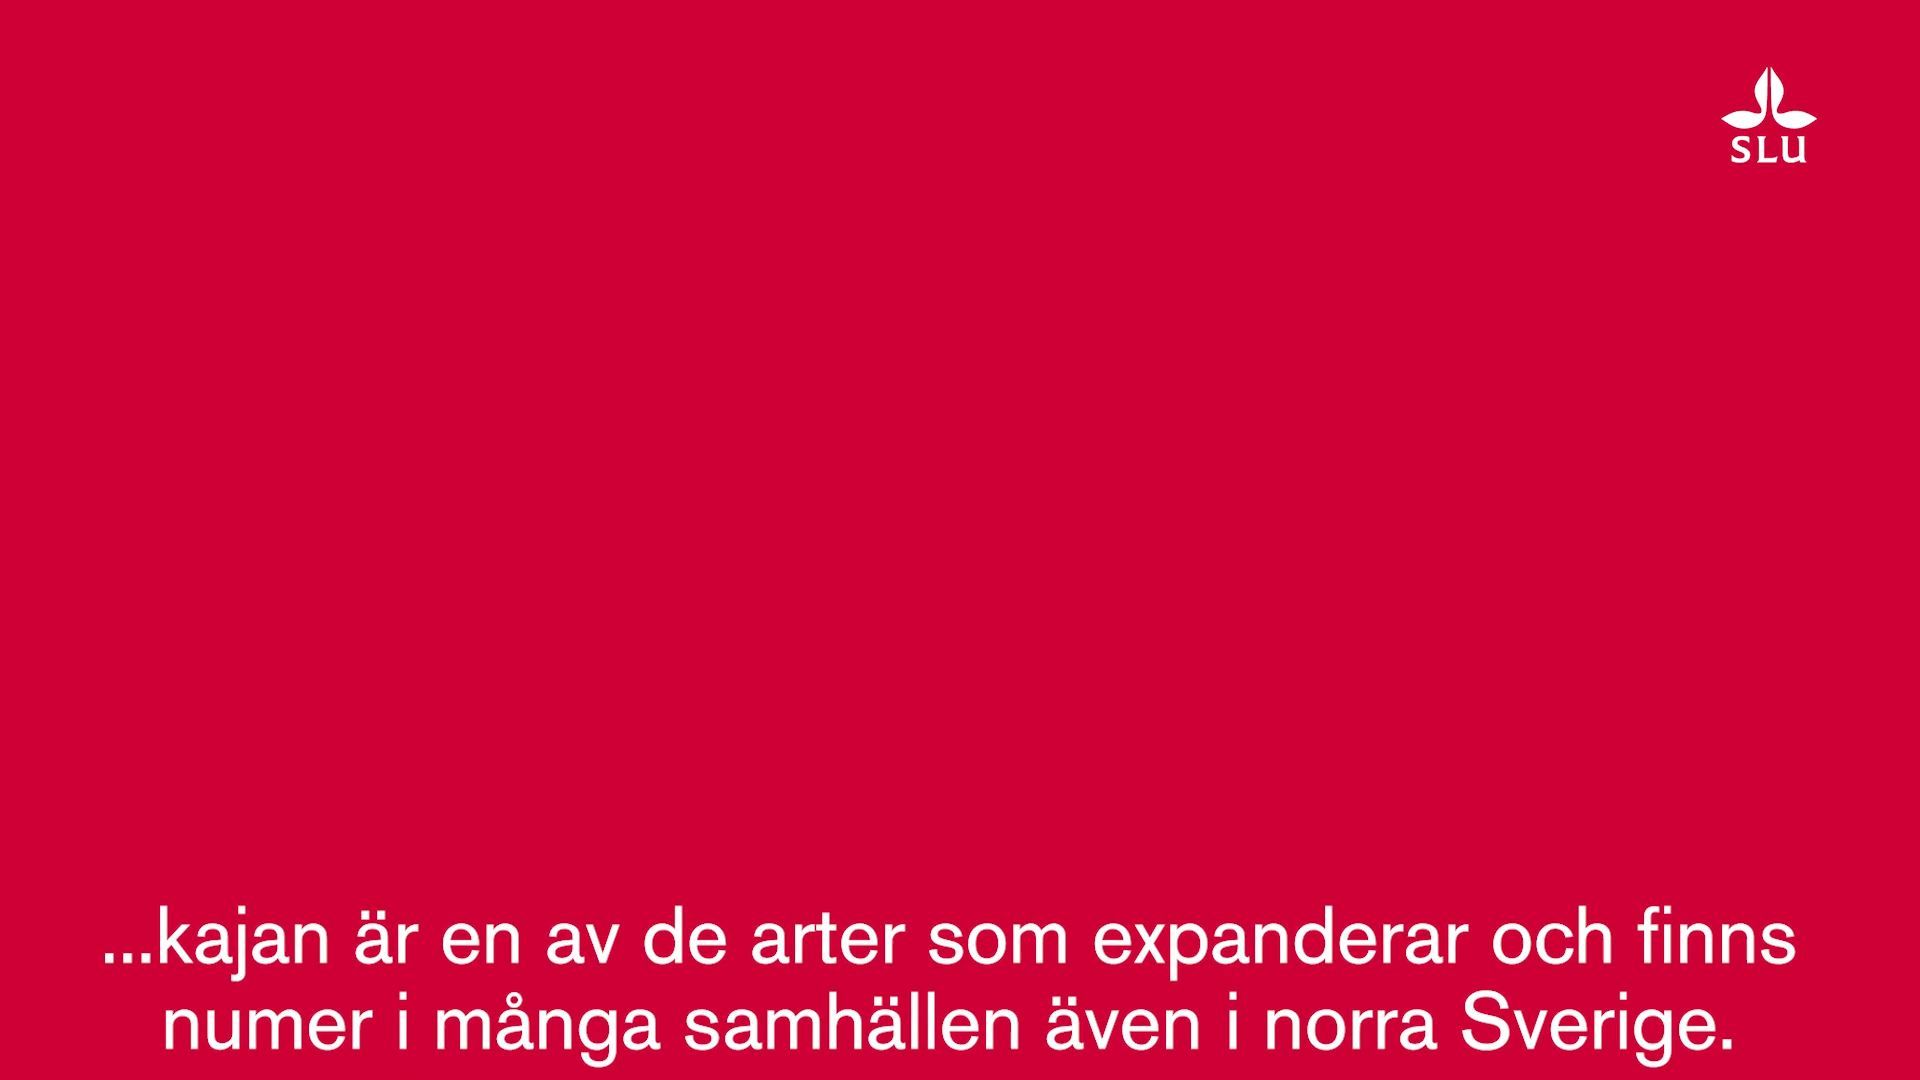 SLU
...kajan är en av de arter som expanderar och finns
numer i många samhällen även i norra Sverige.